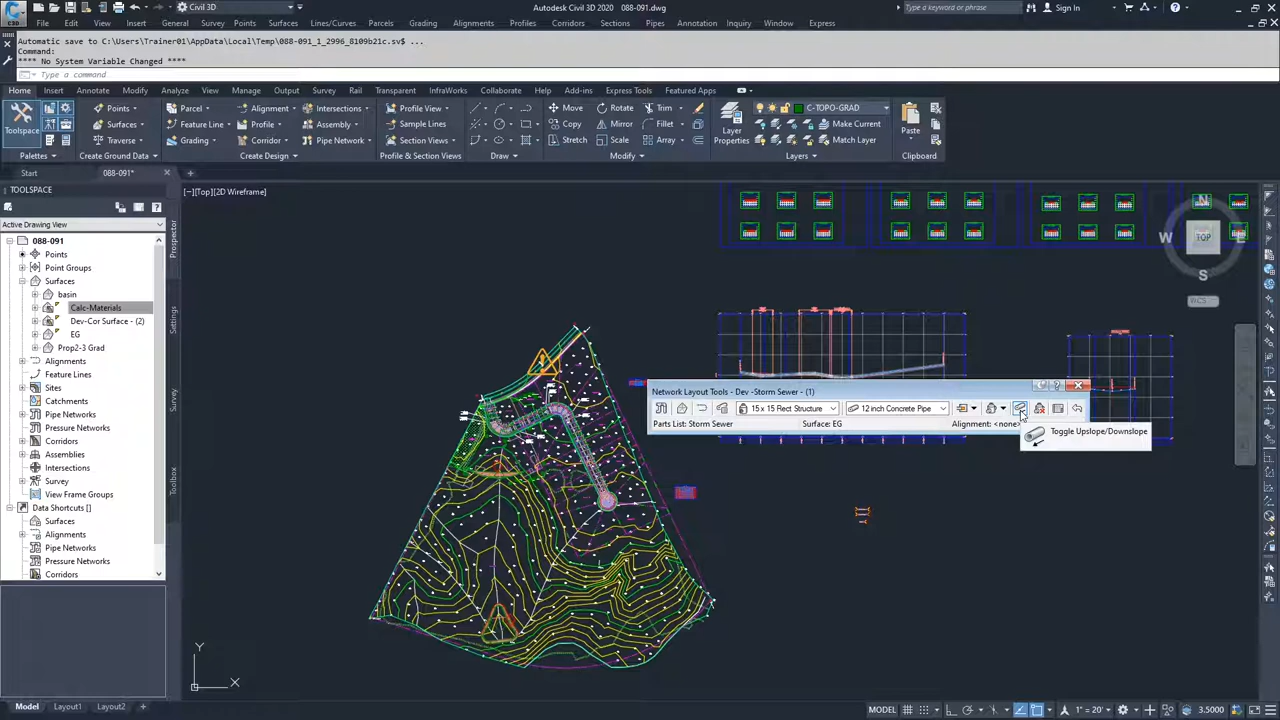 Civil 3D
Autodesk Civil 3D 2020 088-091.dwg
Type a keyword or phrase
Sign In
File Edit View Insert General Survey Points Surfaces Lines/Curves Parcels Grading Alignments Profiles Corridors Sections Pipes Annotate Inquiry Window Express
Automatic save to C:\Users\Trainer01\AppData\Local\Temp\088-091_1_2996_8109b21c.sv$ ...
Command:
**** No System Variable Changed ****
Type a command
Home Insert Annotate Modify Analyze View Manage Output Survey Rail Transparent InfraWorks Collaborate Help Add-ins Express Tools Featured Apps
Toolspace
Points Parcel Alignment Intersections Profile View Move Rotate Trim C-TOPO-GRAD
Surfaces Feature Line Profile Assembly Sample Lines Copy Mirror Fillet Make Current
Traverse Grading Corridor Pipe Network Section Views Stretch Scale Array Match Layer
Layer Properties
Paste
Palettes Create Ground Data Create Design Profile & Section Views Draw Modify Layers Clipboard
Start 088-091*
TOOLSPACE
[−][Top][2D Wireframe]
Active Drawing View
088-091
Points
Point Groups
Surfaces
basin
Calc-Materials
Dev-Cor Surface - (2)
EG
Prop2-3 Grad
Alignments
Feature Lines
Sites
Catchments
Pipe Networks
Pressure Networks
Corridors
Assemblies
Intersections
Survey
View Frame Groups
Data Shortcuts []
Surfaces
Alignments
Pipe Networks
Pressure Networks
Corridors
Prospector
Settings
Survey
Toolbox
N
W TOP E
S
WCS
Network Layout Tools - Dev -Storm Sewer - (1)
15 x 15 Rect Structure
12 inch Concrete Pipe
Parts List: Storm Sewer Surface: EG Alignment: <none>
Toggle Upslope/Downslope
Y
X
Model Layout1 Layout2 +
MODEL 1" = 20' 3.5000